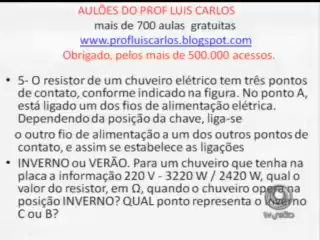 AULÕES DO PROF LUIS CARLOS
mais de 700 aulas gratuitas
www.profluiscarlos.blogspot.com
Obrigado, pelos mais de 500.000 acessos.
• 5- O resistor de um chuveiro elétrico tem três pontos
de contato, conforme indicado na figura. No ponto A,
está ligado um dos fios de alimentação elétrica.
Dependendo da posição da chave, liga-se
o outro fio de alimentação a um dos outros pontos de
contato, e assim se estabelece as ligações
• INVERNO ou VERÃO. Para um chuveiro que tenha na
placa a informação 220 V - 3220 W / 2420 W, qual o
valor do resistor, em Ω, quando o chuveiro opera na
posição INVERNO? QUAL ponto representa o inverno
C ou B?